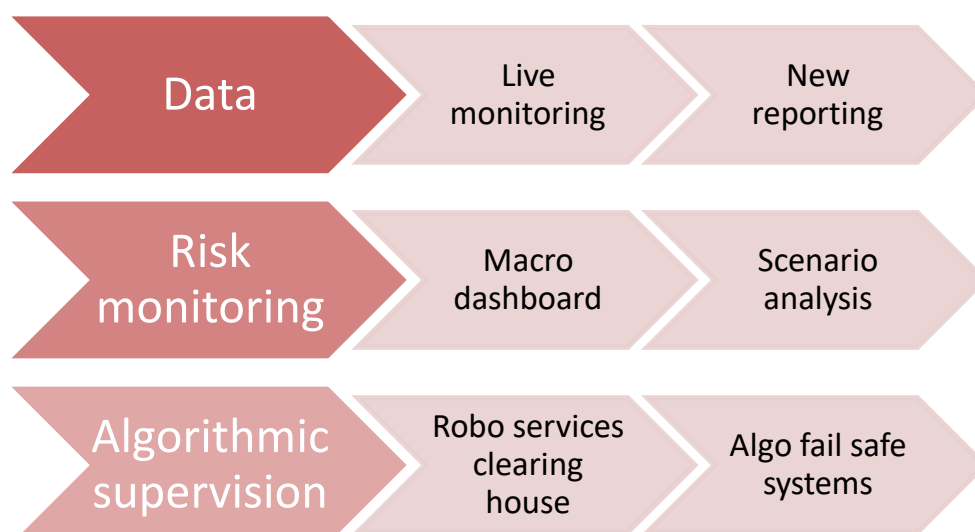 Data
Live
monitoring
New
reporting
Risk
monitoring
Macro
dashboard
Scenario
analysis
Algorithmic
supervision
Robo services
clearing
house
Algo fail safe
systems